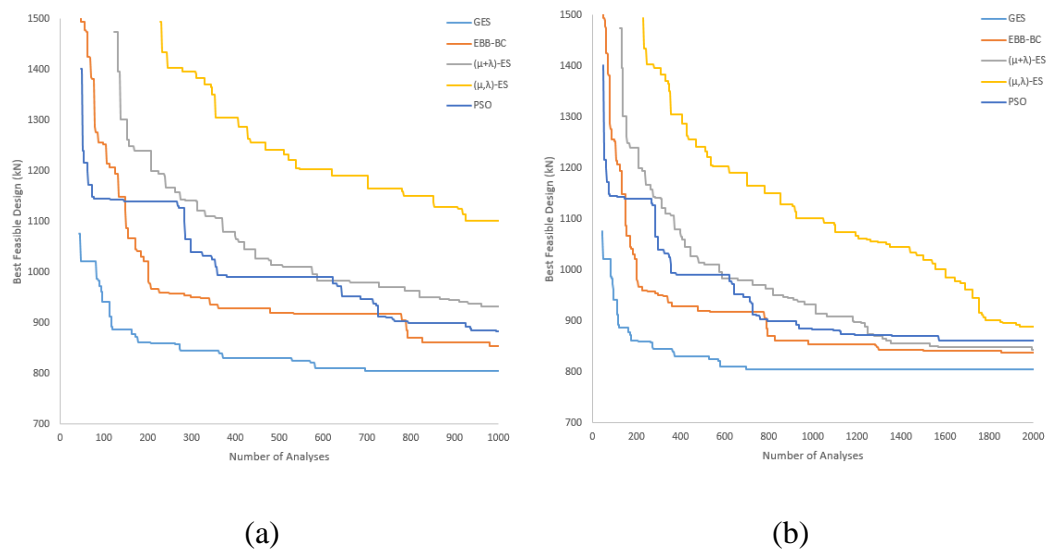 1500
1400
1300
1200
1100
1000
900
800
700
Best Feasible Design (kN)
0 100 200 300 400 500 600 700 800 900 1000
Number of Analyses
GES
EBB-BC
(μ+λ)-ES
(μ,λ)-ES
PSO
(a)
1500
1400
1300
1200
1100
1000
900
800
700
Best Feasible Design (kN)
0 200 400 600 800 1000 1200 1400 1600 1800 2000
Number of Analyses
GES
EBB-BC
(μ+λ)-ES
(μ,λ)-ES
PSO
(b)